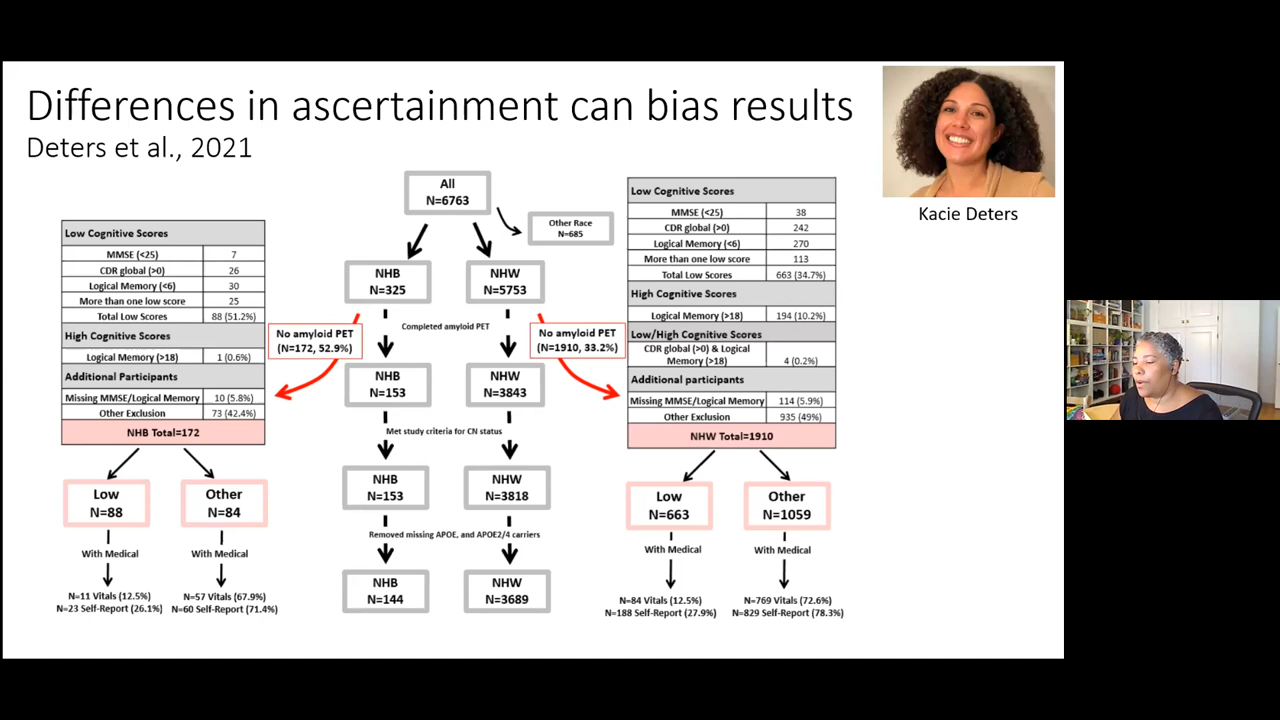 Differences in ascertainment can bias results
Deters et al., 2021
Kacie Deters
All
N=6763
Other Race
N=685
NHB
N=325
NHW
N=5753
Completed amyloid PET
No amyloid PET
(N=172, 52.9%)
No amyloid PET
(N=1910, 33.2%)
NHB
N=153
NHW
N=3843
Met study criteria for CN status
NHB
N=153
NHW
N=3818
Removed missing APOE, and APOE2/4 carriers
NHB
N=144
NHW
N=3689
Low Cognitive Scores
MMSE (<25) 7
CDR global (>0) 26
Logical Memory (<6) 30
More than one low score 25
Total Low Scores 88 (51.2%)
High Cognitive Scores
Logical Memory (>18) 1 (0.6%)
Additional Participants
Missing MMSE/Logical Memory 10 (5.8%)
Other Exclusion 73 (42.4%)
NHB Total=172
Low
N=88
Other
N=84
With Medical
With Medical
N=11 Vitals (12.5%)
N=23 Self-Report (26.1%)
N=57 Vitals (67.9%)
N=60 Self-Report (71.4%)
Low Cognitive Scores
MMSE (<25) 38
CDR global (>0) 242
Logical Memory (<6) 270
More than one low score 113
Total Low Scores 663 (34.7%)
High Cognitive Scores
Logical Memory (>18) 194 (10.2%)
Low/High Cognitive Scores
CDR global (>0) & Logical
Memory (>18) 4 (0.2%)
Additional participants
Missing MMSE/Logical Memory 114 (5.9%)
Other Exclusion 935 (49%)
NHW Total=1910
Low
N=663
Other
N=1059
With Medical
With Medical
N=84 Vitals (12.5%)
N=188 Self-Report (27.9%)
N=769 Vitals (72.6%)
N=829 Self-Report (78.3%)